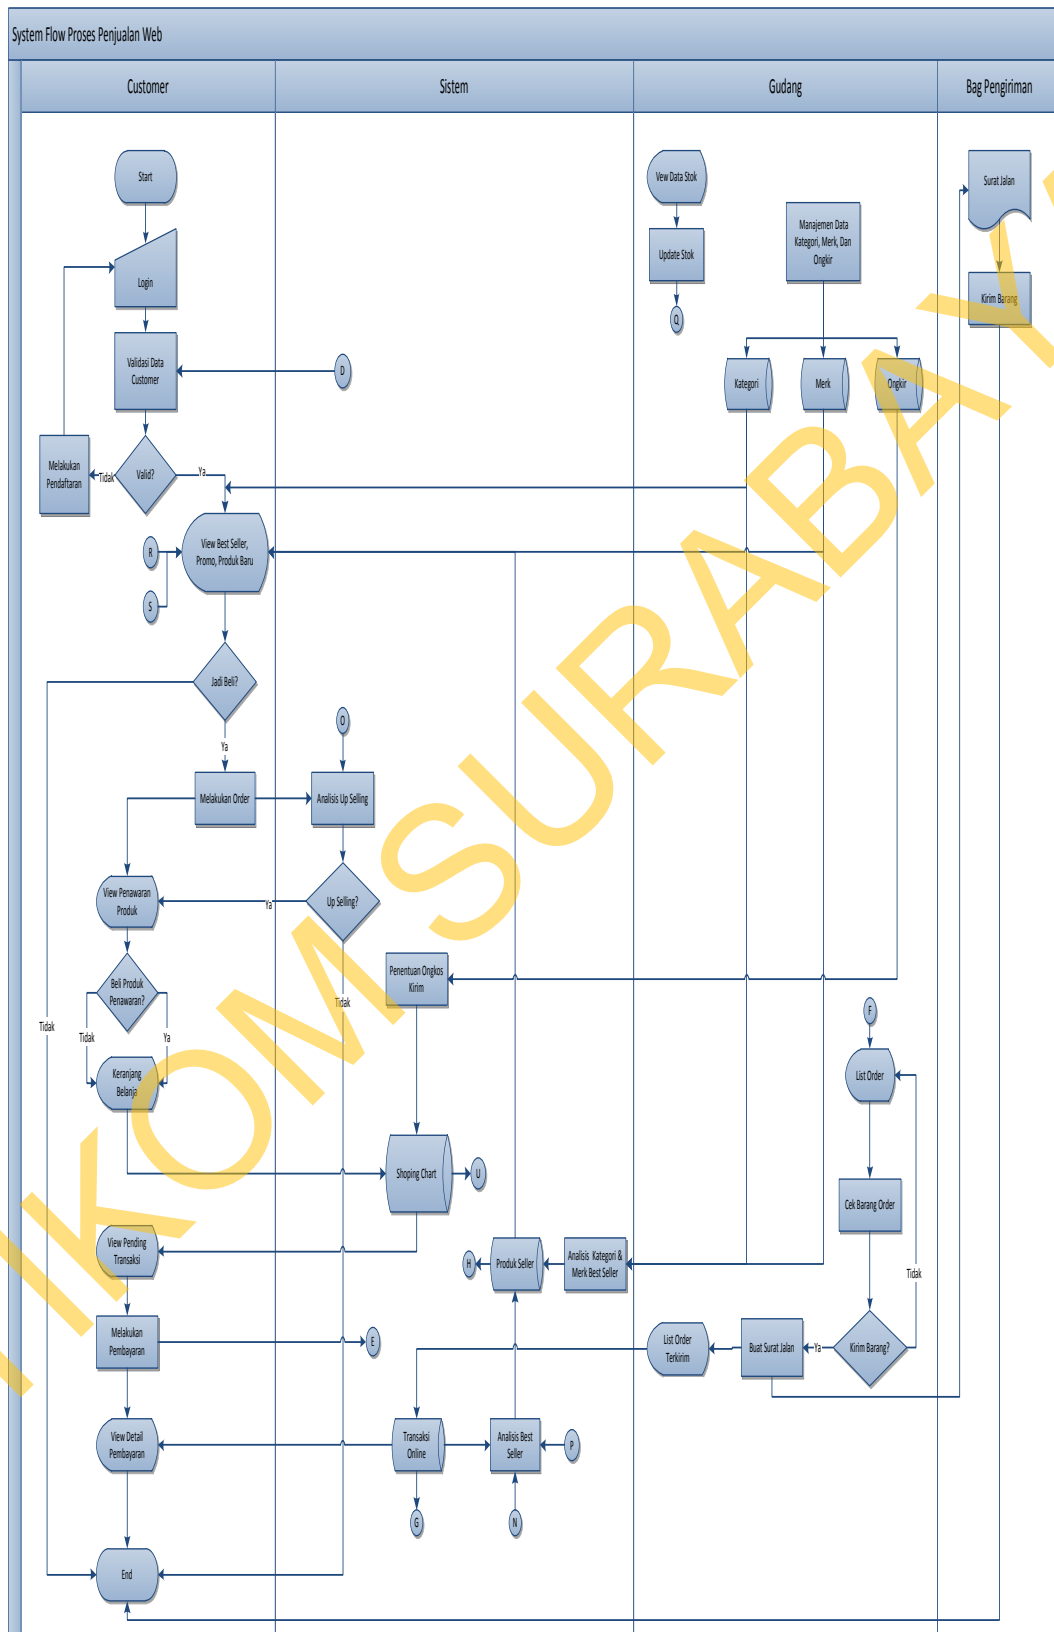 System Flow Proses Penjualan Web
Customer
Sistem
Gudang
Bag Pengiriman
Start
Login
Validasi Data
Customer
D
Valid?
Tidak
Ya
Melakukan
Pendaftaran
View Best Seller,
Promo, Produk Baru
R
S
Jadi Beli?
Ya
Tidak
Melakukan Order
O
Analisis Up Selling
Up Selling?
Ya
Tidak
View Penawaran
Produk
Beli Produk
Penawaran?
Tidak
Ya
Keranjang
Belanja
Penentuan Ongkos
Kirim
Shoping Chart
U
View Pending
Transaksi
Melakukan
Pembayaran
E
View Detail
Pembayaran
End
H
Produk Seller
Analisis Kategori &
Merk Best Seller
Transaksi
Online
G
Analisis Best
Seller
P
N
Vew Data Stok
Update Stok
Q
Manajemen Data
Kategori, Merk, Dan
Ongkir
Kategori
Merk
Ongkir
F
List Order
Cek Barang Order
Kirim Barang?
Tidak
Ya
Buat Surat Jalan
List Order
Terkirim
Surat Jalan
Kirim Barang
IKOM SURABAYA